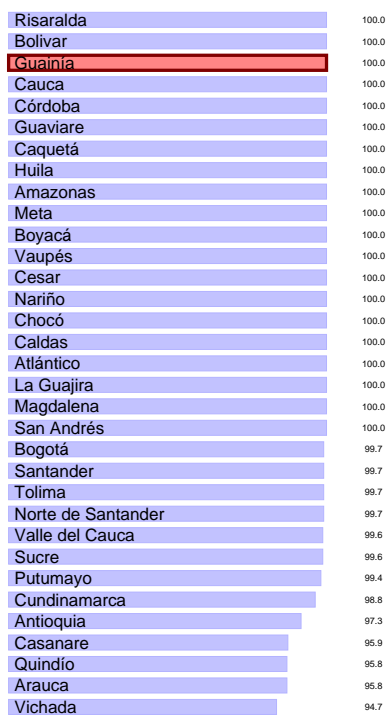 Risaralda 100.0
Bolivar 100.0
Guainía 100.0
Cauca 100.0
Córdoba 100.0
Guaviare 100.0
Caquetá 100.0
Huila 100.0
Amazonas 100.0
Meta 100.0
Boyacá 100.0
Vaupés 100.0
Cesar 100.0
Nariño 100.0
Chocó 100.0
Caldas 100.0
Atlántico 100.0
La Guajira 100.0
Magdalena 100.0
San Andrés 100.0
Bogotá 99.7
Santander 99.7
Tolima 99.7
Norte de Santander 99.7
Valle del Cauca 99.6
Sucre 99.6
Putumayo 99.4
Cundinamarca 98.8
Antioquia 97.3
Casanare 95.9
Quindío 95.8
Arauca 95.8
Vichada 94.7